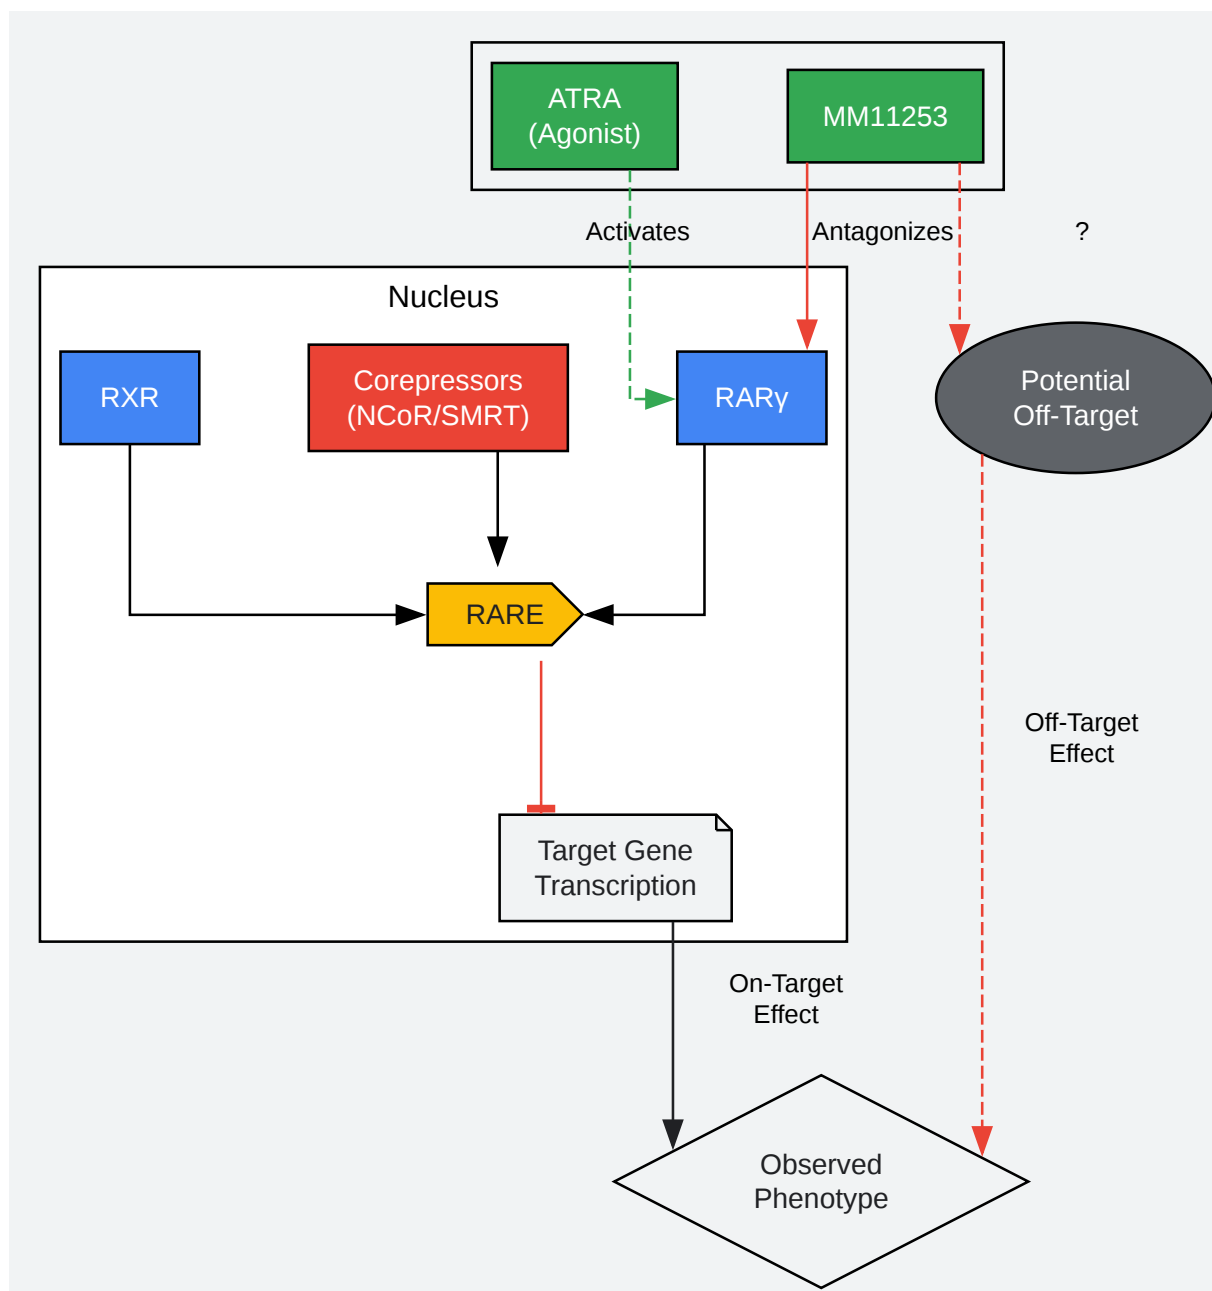 ATRA
(Agonist)
MM11253
Activates
Antagonizes
?
Nucleus
RXR
Corepressors
(NCoR/SMRT)
RARγ
Potential
Off-Target
RARE
Off-Target
Effect
Target Gene
Transcription
On-Target
Effect
Observed
Phenotype